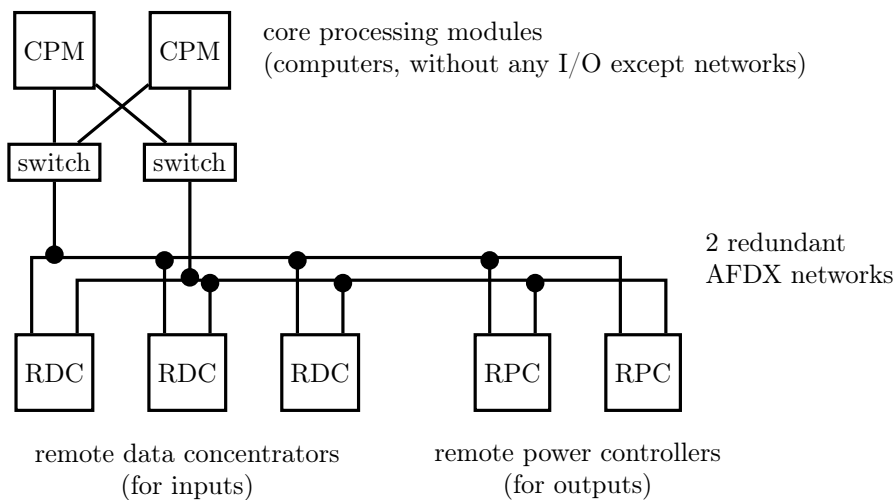 CPM
CPM
core processing modules
(computers, without any I/O except networks)
switch
switch
2 redundant
AFDX networks
RDC
RDC
RDC
RPC
RPC
remote data concentrators
(for inputs)
remote power controllers
(for outputs)